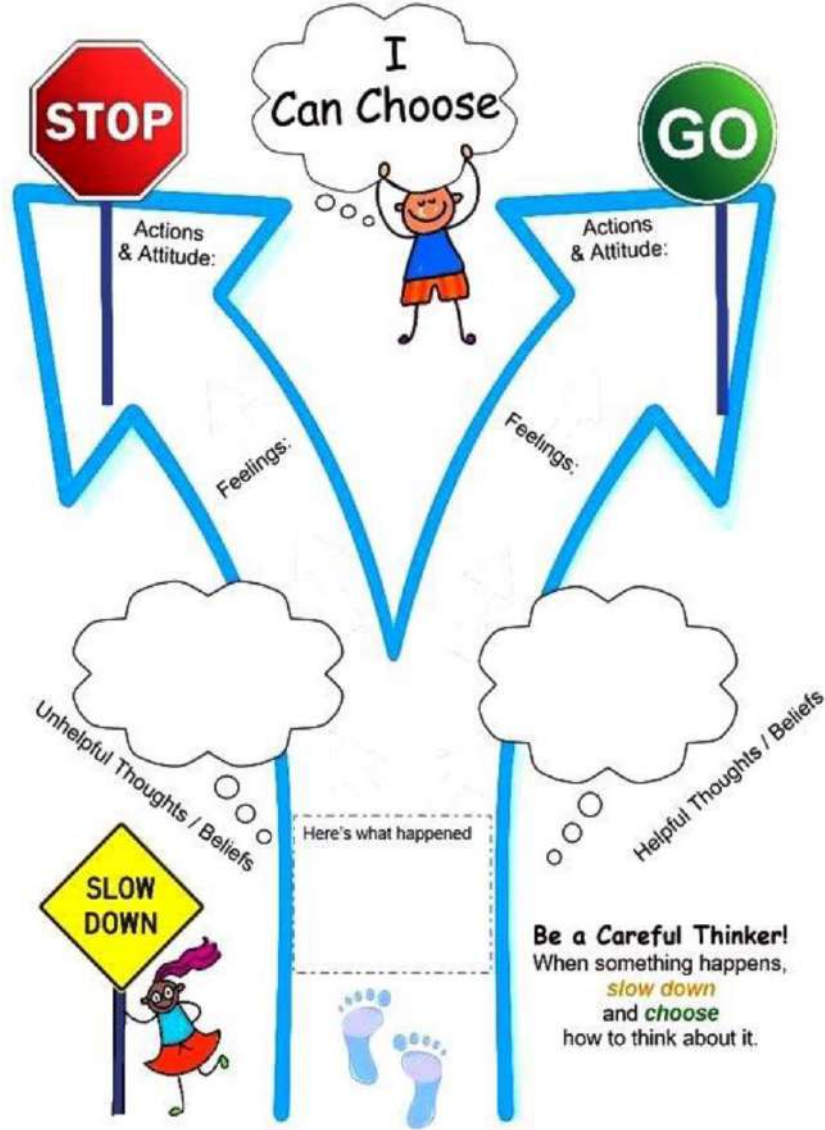 I
Can Choose
STOP
GO
Actions
& Attitude:
Actions
& Attitude:
Feelings:
Feelings:
Unhelpful Thoughts / Beliefs
Helpful Thoughts / Beliefs
Here's what happened
SLOW
DOWN
Be a Careful Thinker!
When something happens,
slow down
and choose
how to think about it.